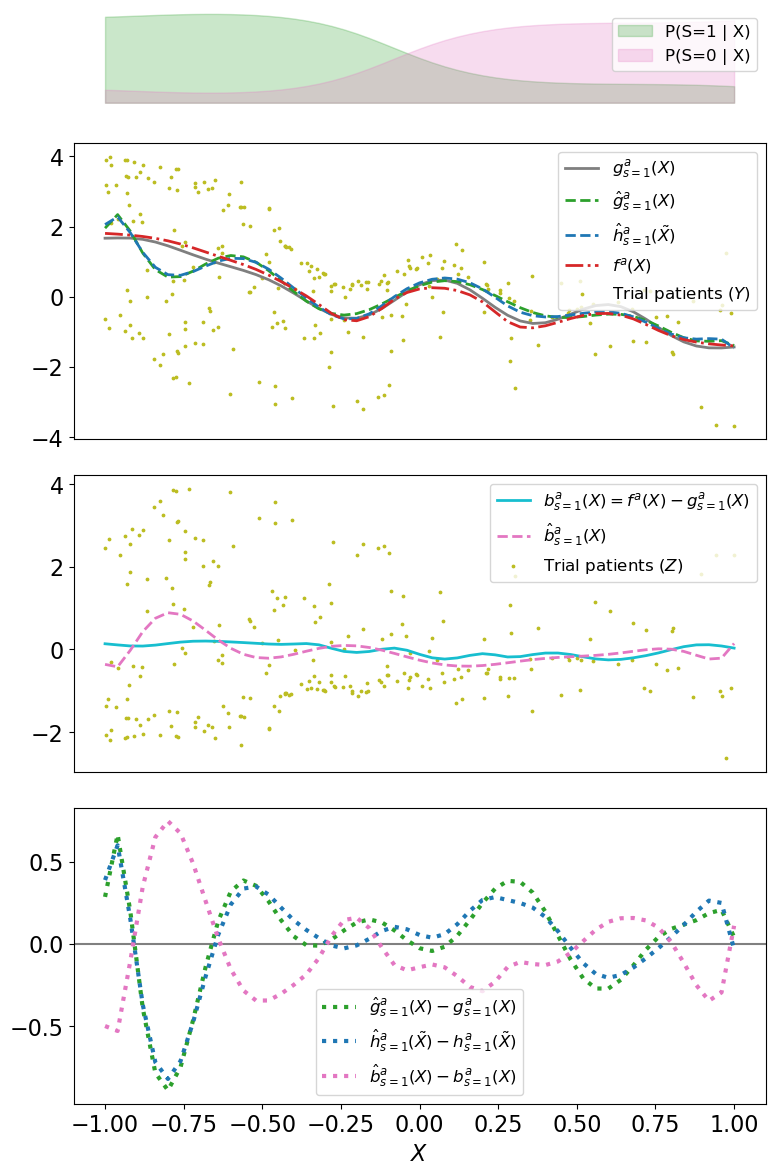 P(S=1 | X)
P(S=0 | X)
4
2
0
−2
−4
g^a_{s=1}(X)
ĝ^a_{s=1}(X)
ĥ^a_{s=1}(X̃)
f^a(X)
Trial patients (Y)
4
2
0
−2
b^a_{s=1}(X) = f^a(X) − g^a_{s=1}(X)
b̂^a_{s=1}(X)
Trial patients (Z)
0.5
0.0
−0.5
ĝ^a_{s=1}(X) − g^a_{s=1}(X)
ĥ^a_{s=1}(X̃) − h^a_{s=1}(X̃)
b̂^a_{s=1}(X) − b^a_{s=1}(X)
−1.00 −0.75 −0.50 −0.25 0.00 0.25 0.50 0.75 1.00
X